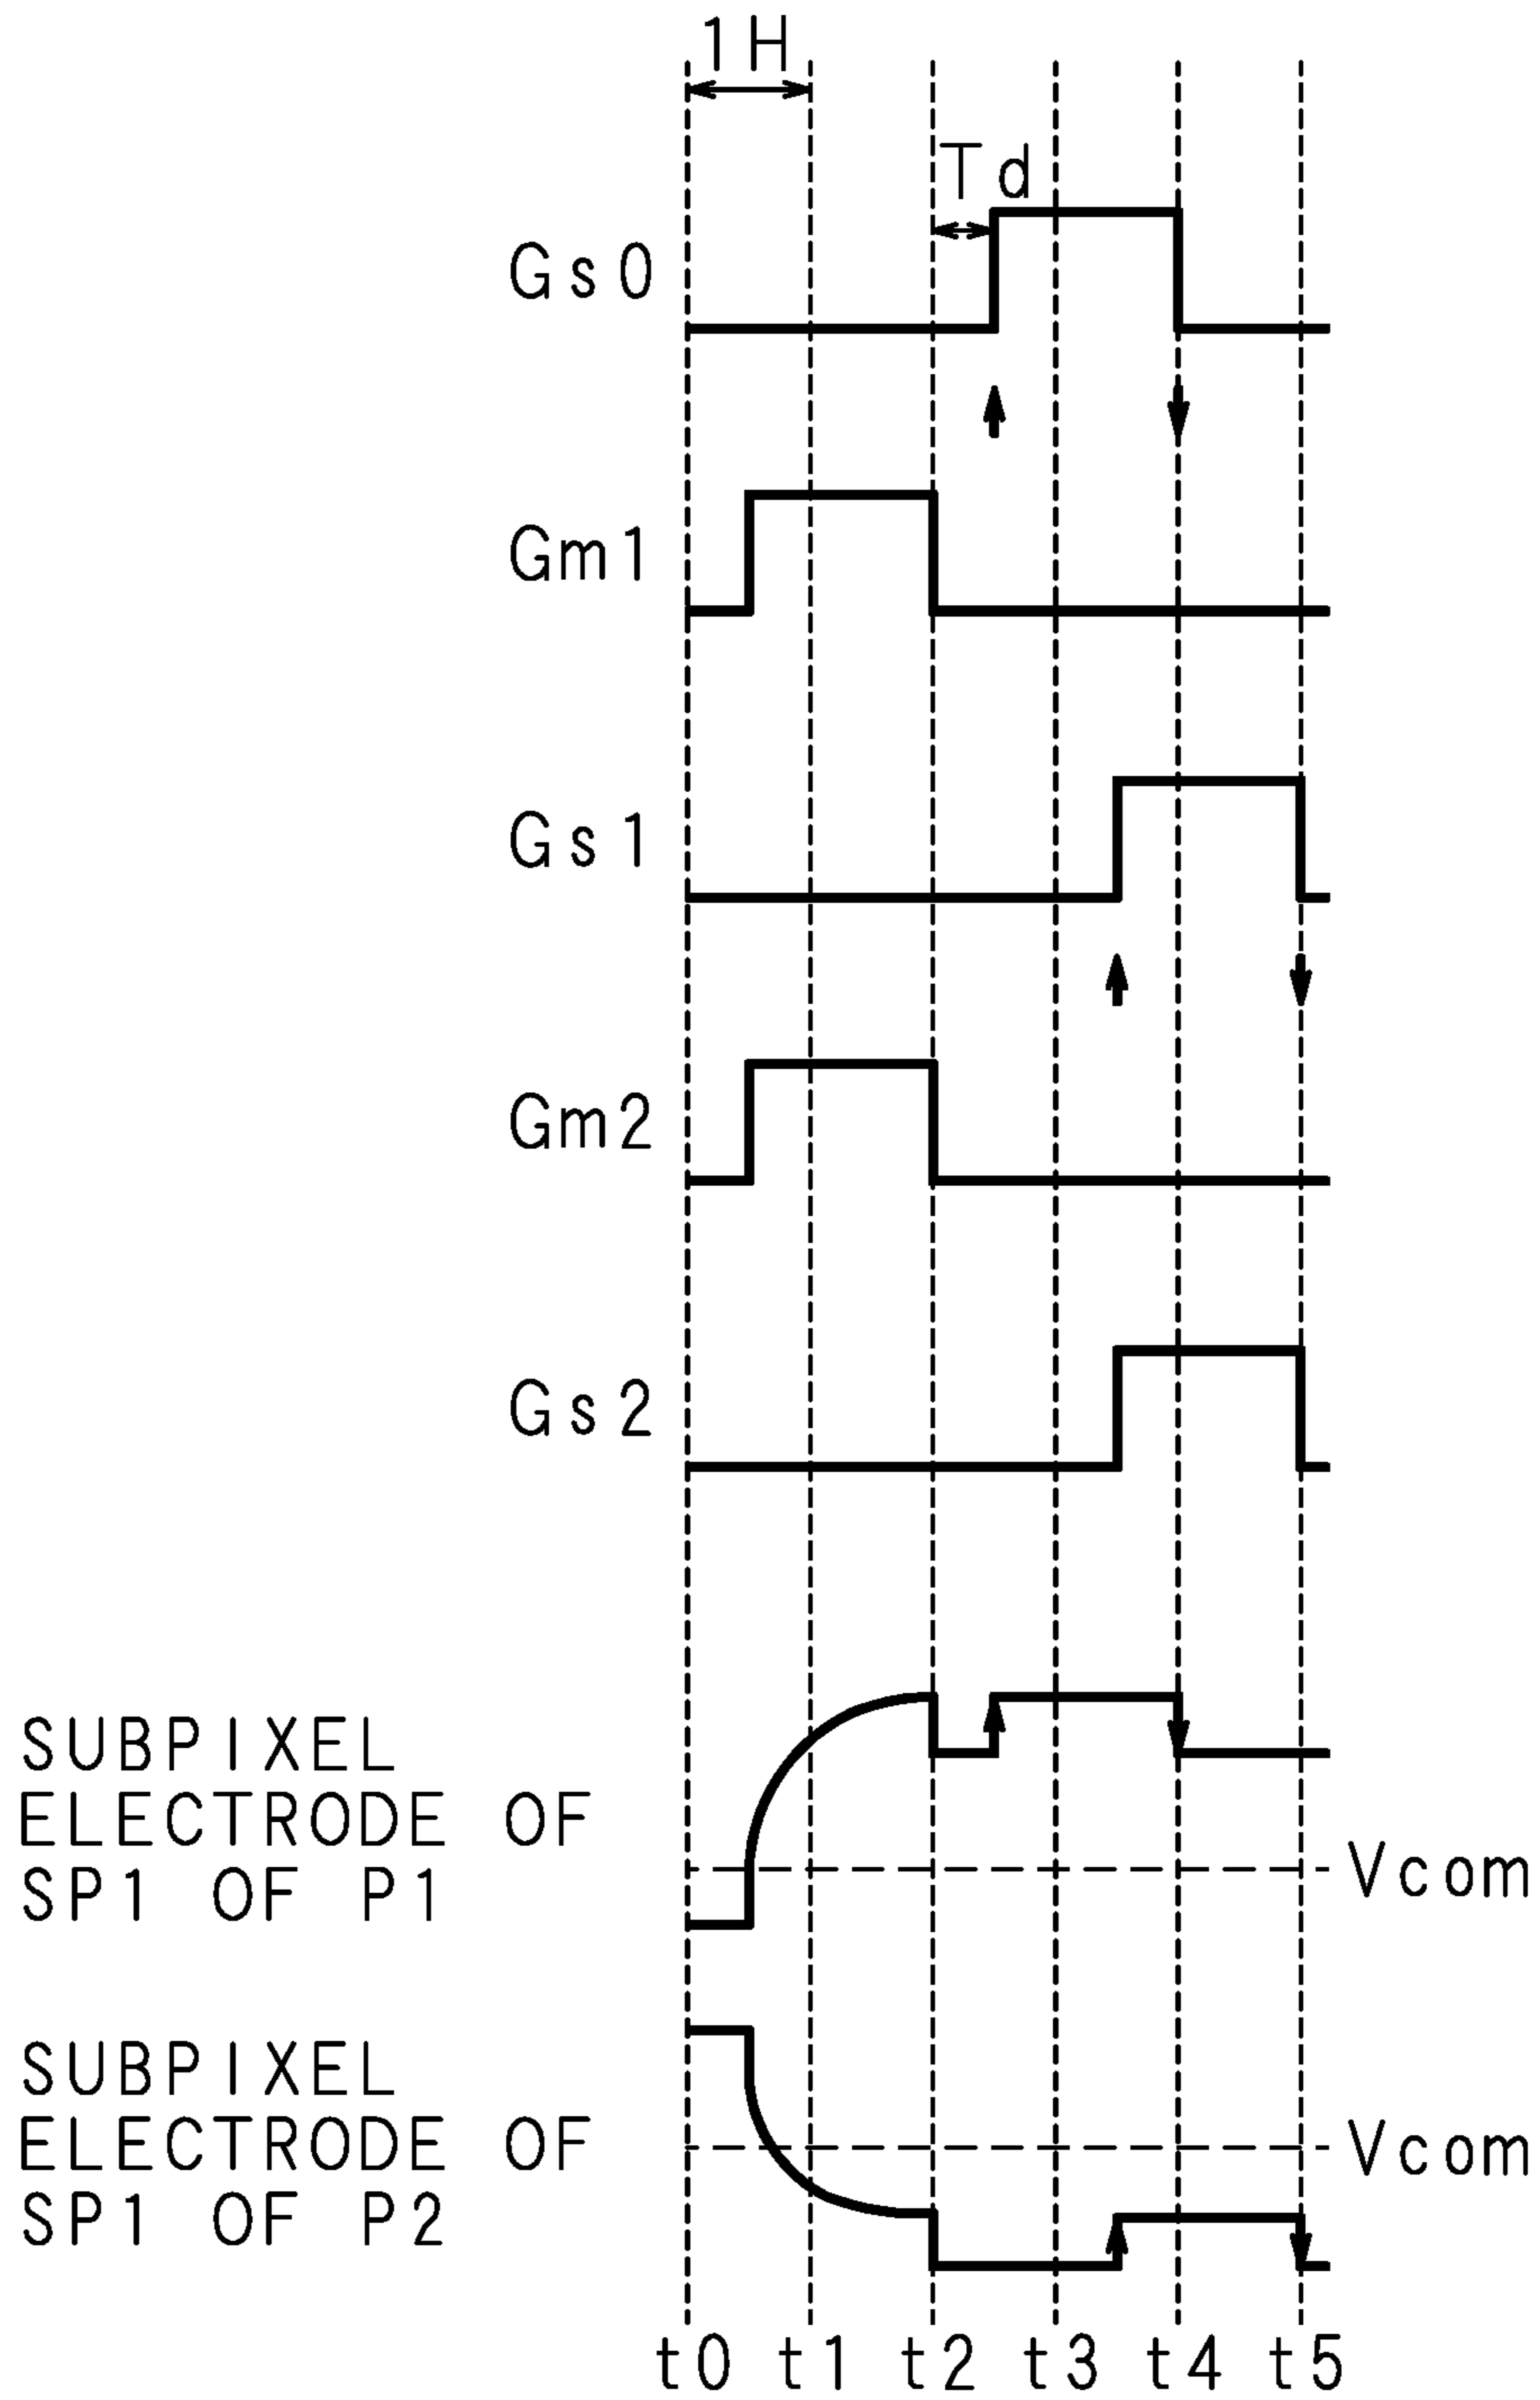 1H
Td
Gs0
Gm1
Gs1
Gm2
Gs2
SUBPIXEL
ELECTRODE OF
SP1 OF P1
Vcom
SUBPIXEL
ELECTRODE OF
SP1 OF P2
Vcom
t0 t1 t2 t3 t4 t5